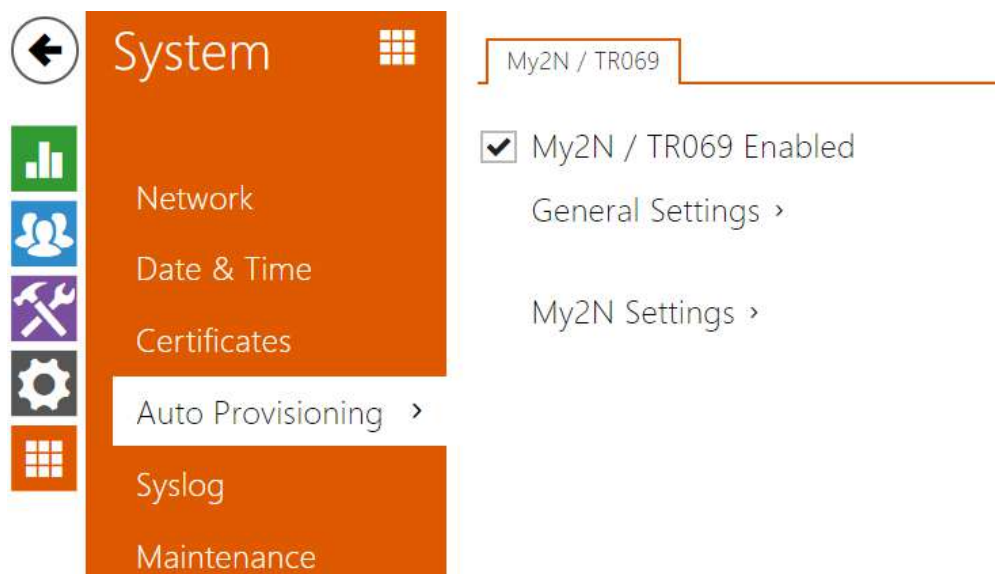 System
Network
Date & Time
Certificates
Auto Provisioning
Syslog
Maintenance
My2N / TR069
My2N / TR069 Enabled
General Settings
My2N Settings